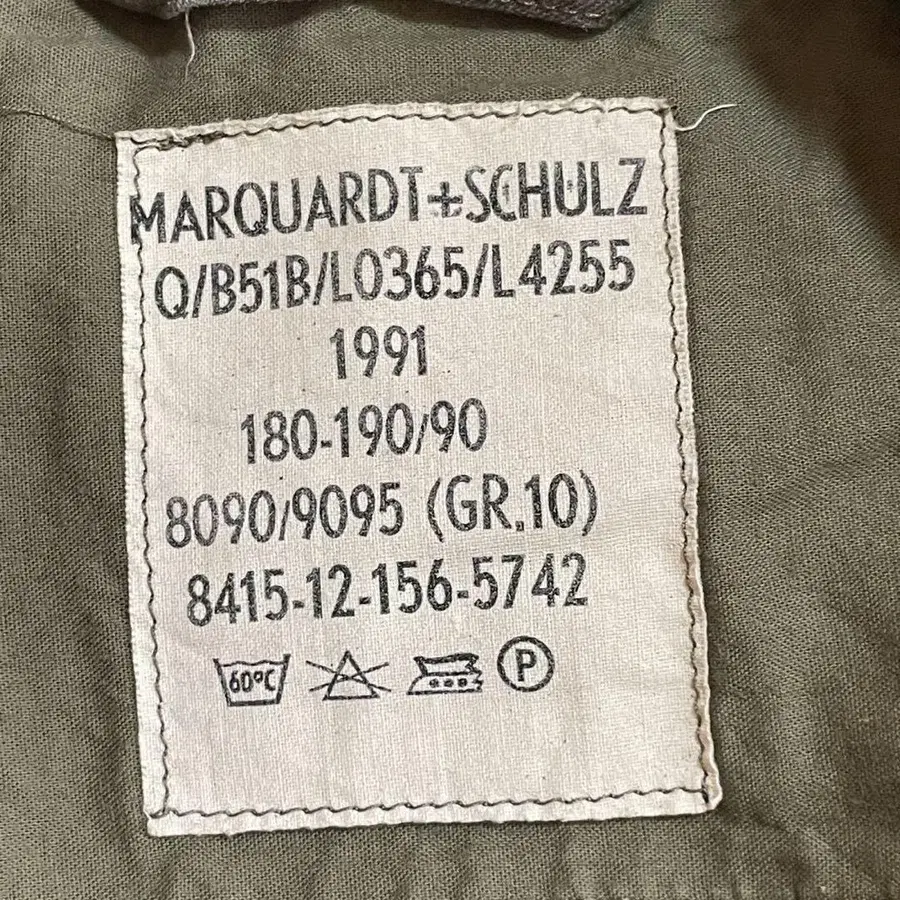 MARQUARDT+SCHULZ
Q/B51B/L0365/L4255
1991
180-190/90
8090/9095 (GR.10)
8415-12-156-5742
60°C P